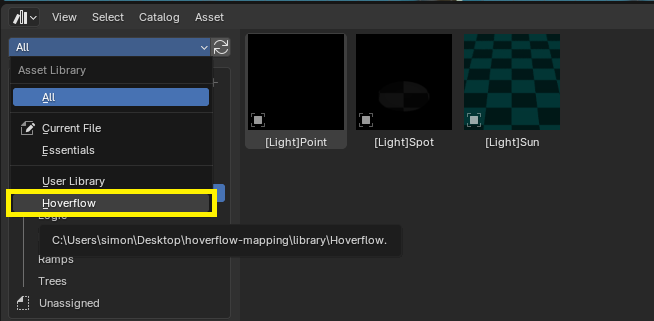 View Select Catalog Asset
All
Asset Library
All
Current File
Essentials
User Library
Hoverflow
C:\Users\simon\Desktop\hoverflow-mapping\library\Hoverflow.
Ramps
Trees
Unassigned
[Light]Point [Light]Spot [Light]Sun